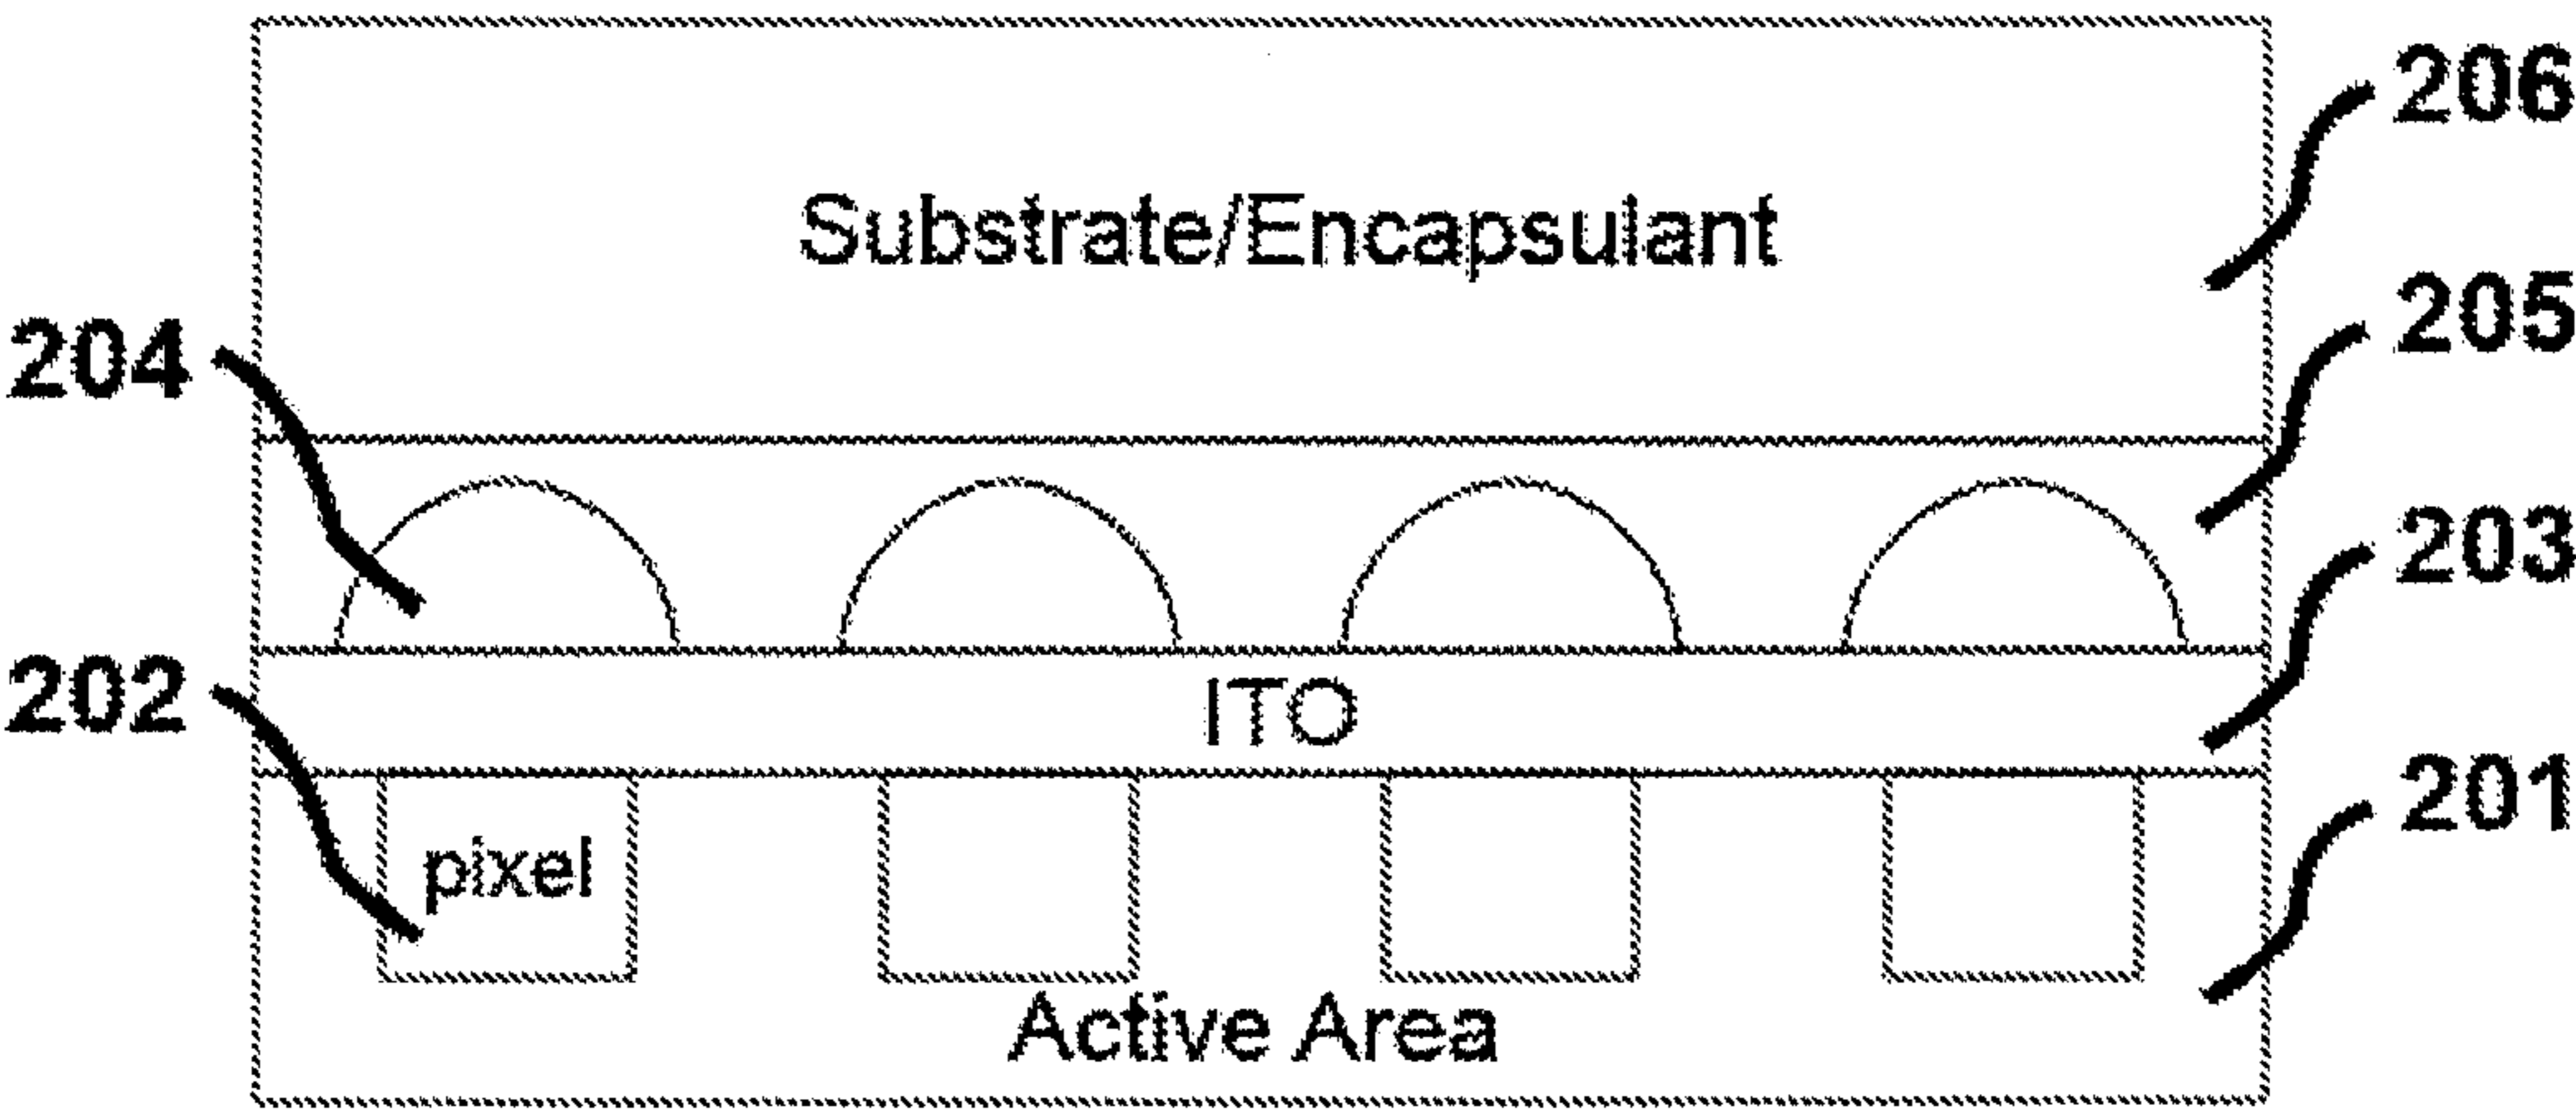 206
Substrate/Encapsulant
205
204
203
202
ITO
201
pixel
Active Area